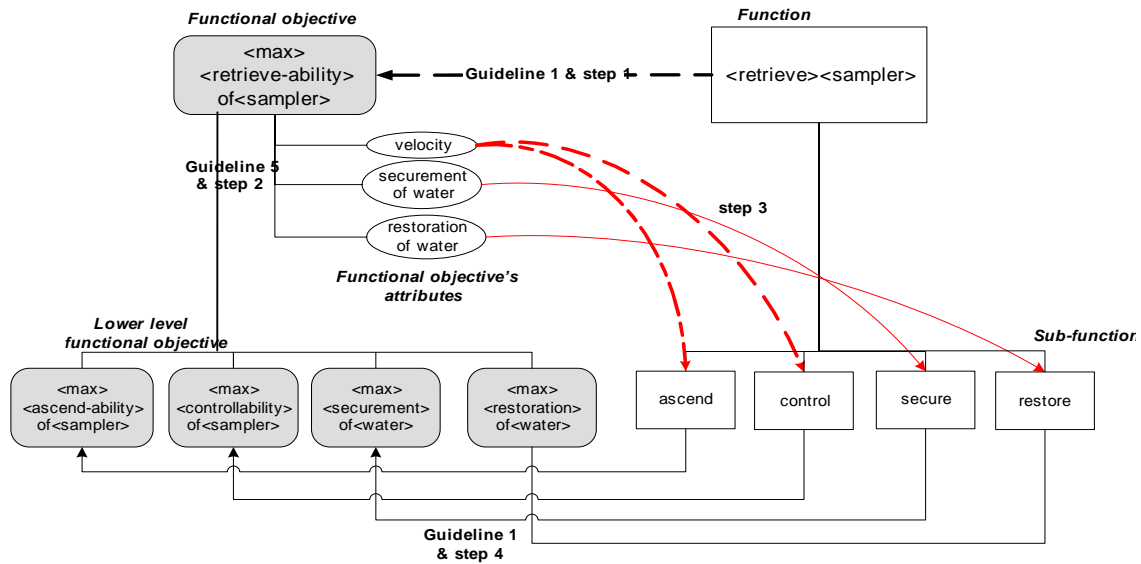 Functional objective
Function
<max>
<retrieve-ability>
of<sampler>
Guideline 1 & step 1
<retrieve><sampler>
velocity
Guideline 5
& step 2
securement
of water
step 3
restoration
of water
Functional objective's
attributes
Lower level
functional objective
Sub-function
<max>
<ascend-ability>
of<sampler>
<max>
<controllability>
of<sampler>
<max>
<securement>
of<water>
<max>
<restoration>
of<water>
ascend
control
secure
restore
Guideline 1
& step 4